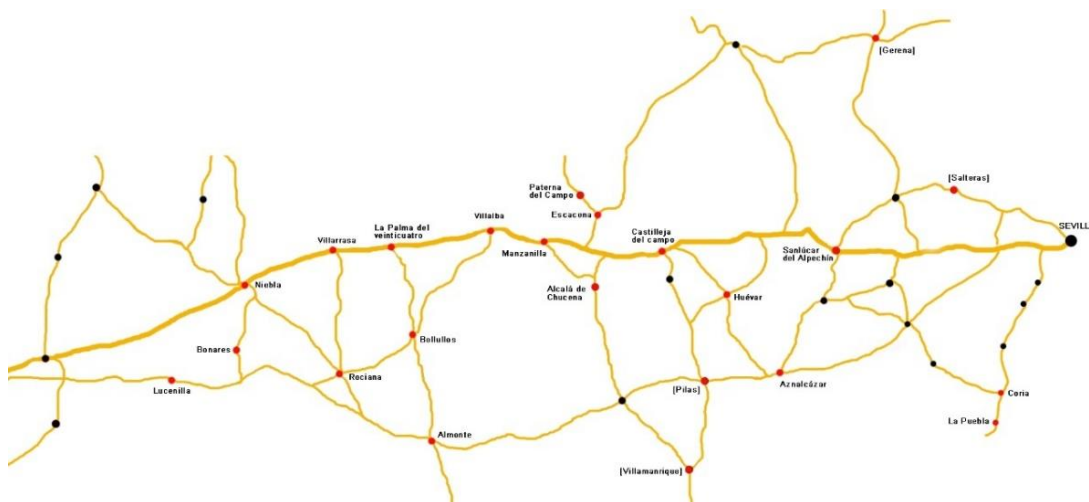 [Gerena]
[Salteras]
Paterna
del Campo
Escacena
SEVILL
La Palma del
veinticuatro
Villalba
Villarrasa
Manzanilla
Castilleja
del campo
Sanlúcar
del Alpechín
Niebla
Alcalá de
Chucena
Huévar
Bonares
Bollullos
Lucenilla
Rociana
[Pilas]
Aznalcázar
Coria
La Puebla
Almonte
[Villamanrique]